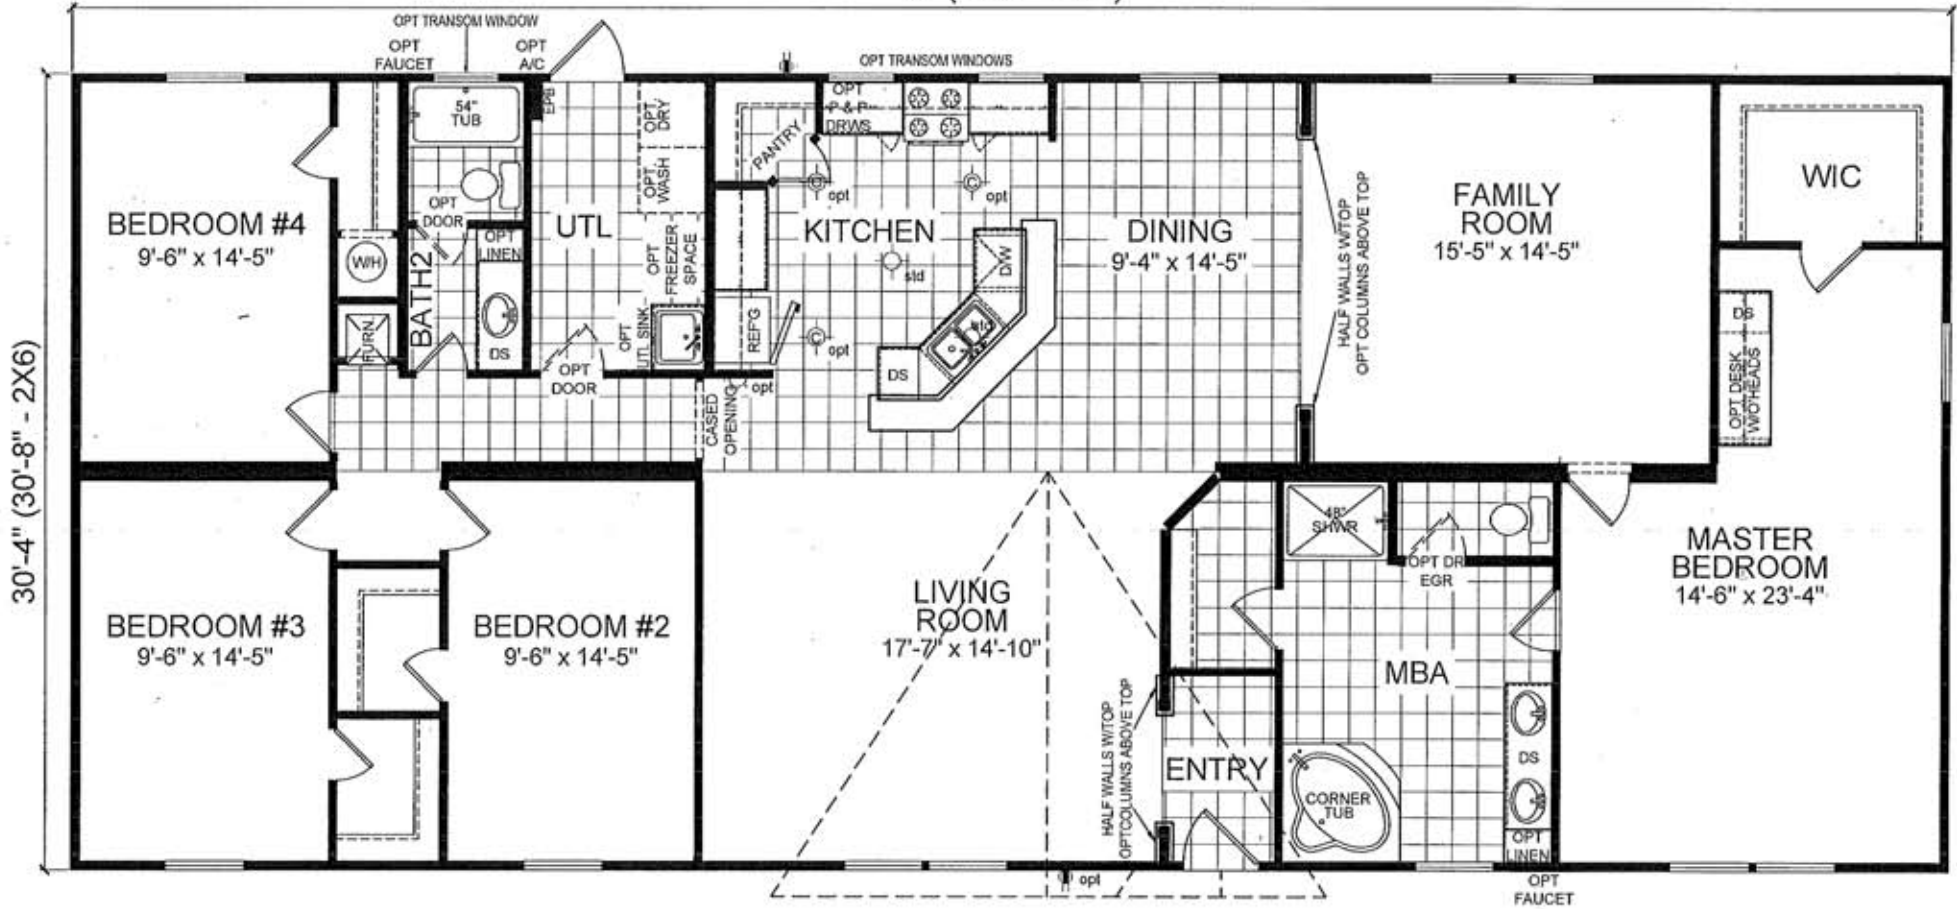 OPT TRANSOM WINDOW
OPT
FAUCET
OPT
A/C
OPT TRANSOM WINDOWS
30'-4" (30'-8" - 2X6)
BEDROOM #4
9'-6" x 14'-5"
W/H
FURN
54"
TUB
OPT
DOOR
BATH2
OPT
LINEN
DS
EPB
UTL
OPT
DRY
OPT
WASH
OPT
FREEZER
SPACE
OPT
UTL SINK
OPT
DOOR
PANTRY
OPT
P & P
DRWS
opt
opt
KITCHEN
std
D/W
std
REF'G
opt
DS
opt
CASED
OPENING
DINING
9'-4" x 14'-5"
HALF WALLS W/TOP
OPT COLUMNS ABOVE TOP
FAMILY
ROOM
15'-5" x 14'-5"
WIC
DS
OPT DESK
W/O'HEADS
BEDROOM #3
9'-6" x 14'-5"
BEDROOM #2
9'-6" x 14'-5"
LIVING
ROOM
17'-7" x 14'-10"
HALF WALLS W/TOP
OPTCOLUMNS ABOVE TOP
ENTRY
48"
SHWR
OPT DR
EGR
MBA
CORNER
TUB
DS
OPT
LINEN
MASTER
BEDROOM
14'-6" x 23'-4"
opt
OPT
FAUCET